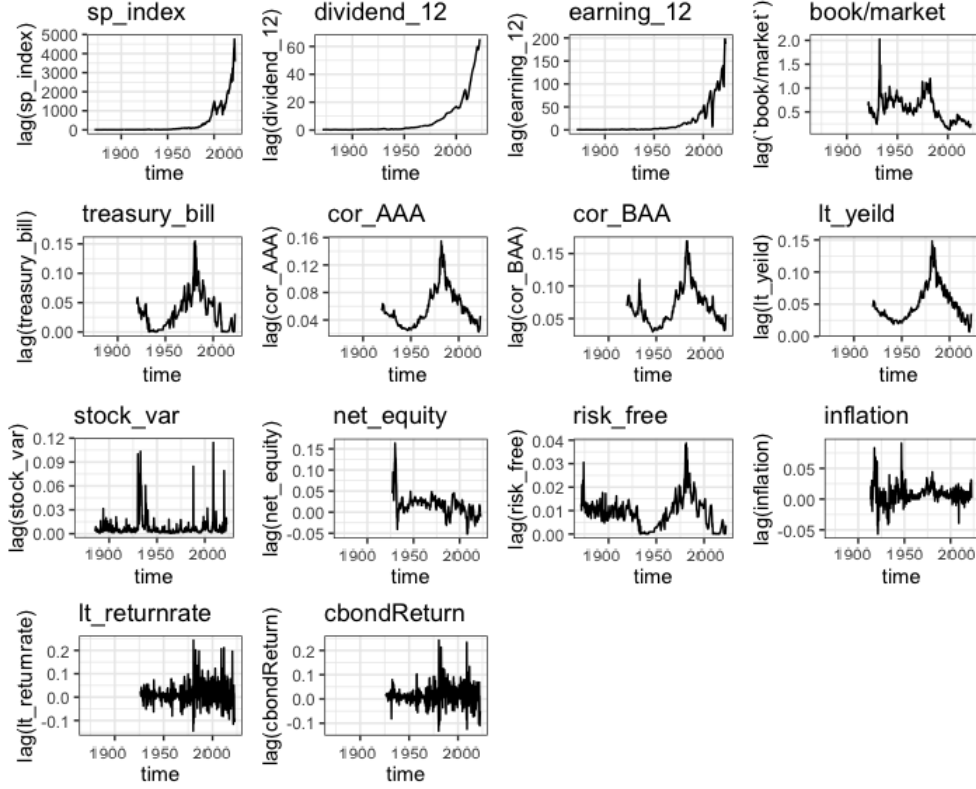 sp_index
lag(sp_index)
5000
4000
3000
2000
1000
0
1900
1950
2000
time
dividend_12
lag(dividend_12)
60
40
20
0
1900
1950
2000
time
earning_12
lag(earning_12)
200
150
100
50
0
1900
1950
2000
time
book/market
lag(`book/market`)
2.0
1.5
1.0
0.5
1900
1950
2000
time
treasury_bill
lag(treasury_bill)
0.15
0.10
0.05
0.00
1900
1950
2000
time
cor_AAA
lag(cor_AAA)
0.16
0.12
0.08
0.04
1900
1950
2000
time
cor_BAA
lag(cor_BAA)
0.15
0.10
0.05
1900
1950
2000
time
lt_yeild
lag(lt_yeild)
0.15
0.10
0.05
0.00
1900
1950
2000
time
stock_var
lag(stock_var)
0.12
0.09
0.06
0.03
0.00
1900
1950
2000
time
net_equity
lag(net_equity)
0.15
0.10
0.05
0.00
-0.05
1900
1950
2000
time
risk_free
lag(risk_free)
0.04
0.03
0.02
0.01
0.00
1900
1950
2000
time
inflation
lag(inflation)
0.05
0.00
-0.05
1900
1950
2000
time
lt_returnrate
lag(lt_returnrate)
0.2
0.1
0.0
-0.1
1900
1950
2000
time
cbondReturn
lag(cbondReturn)
0.2
0.1
0.0
-0.1
1900
1950
2000
time